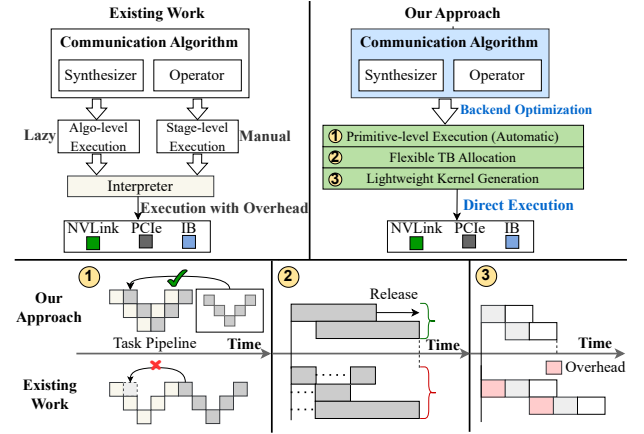 Existing Work
Communication Algorithm
Synthesizer
Operator
Lazy
Algo-level
Execution
Stage-level
Execution
Manual
Interpreter
Execution with Overhead
NVLink
PCIe
IB
Our Approach
Communication Algorithm
Synthesizer
Operator
Backend Optimization
1 Primitive-level Execution (Automatic)
2 Flexible TB Allocation
3 Lightweight Kernel Generation
Direct Execution
NVLink
PCIe
IB
1
2
3
Our
Approach
Release
Task Pipeline
Time
Time
Time
Existing
Work
Overhead